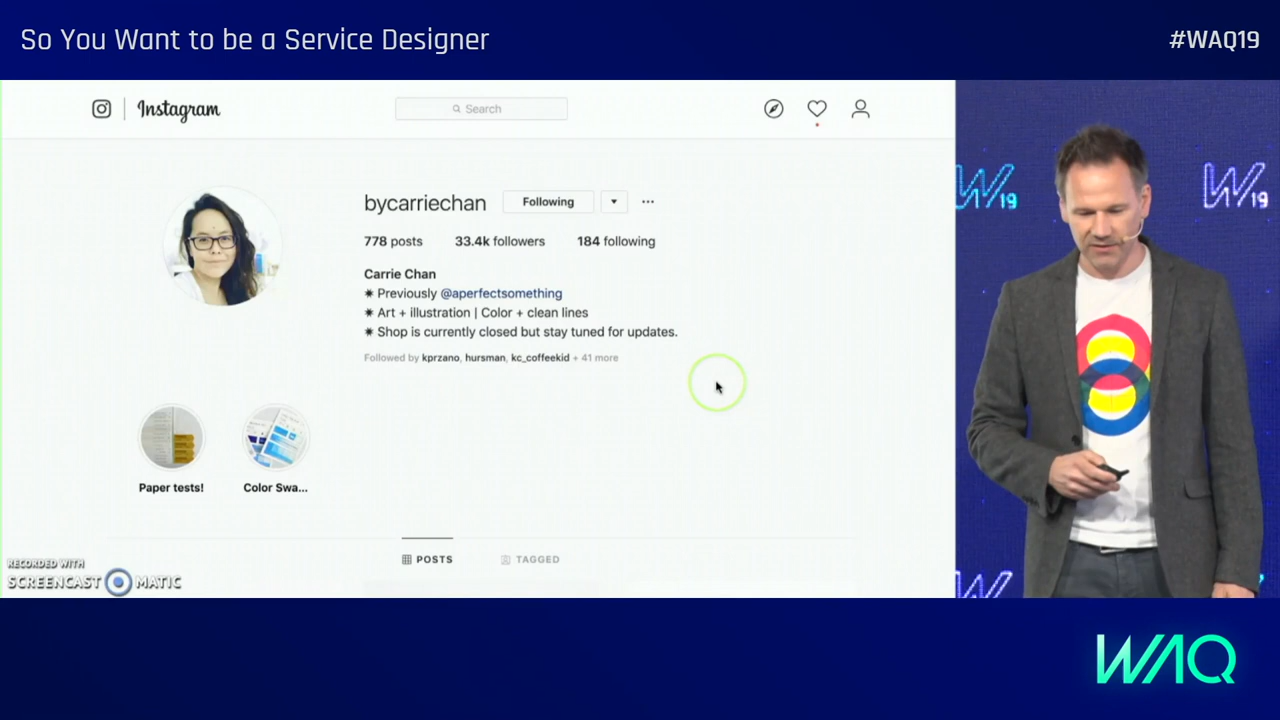 So You Want to be a Service Designer
#WAQ19
Instagram
Search
bycarriechan
Following
778 posts 33.4k followers 184 following
Carrie Chan
✷ Previously @aperfectsomething
✷ Art + illustration | Color + clean lines
✷ Shop is currently closed but stay tuned for updates.
Followed by kprzano, hursman, kc_coffeekid + 41 more
Paper tests!
Color Swa...
POSTS
TAGGED
RECORDED WITH
SCREENCAST MATIC
W19
W19
WAQ